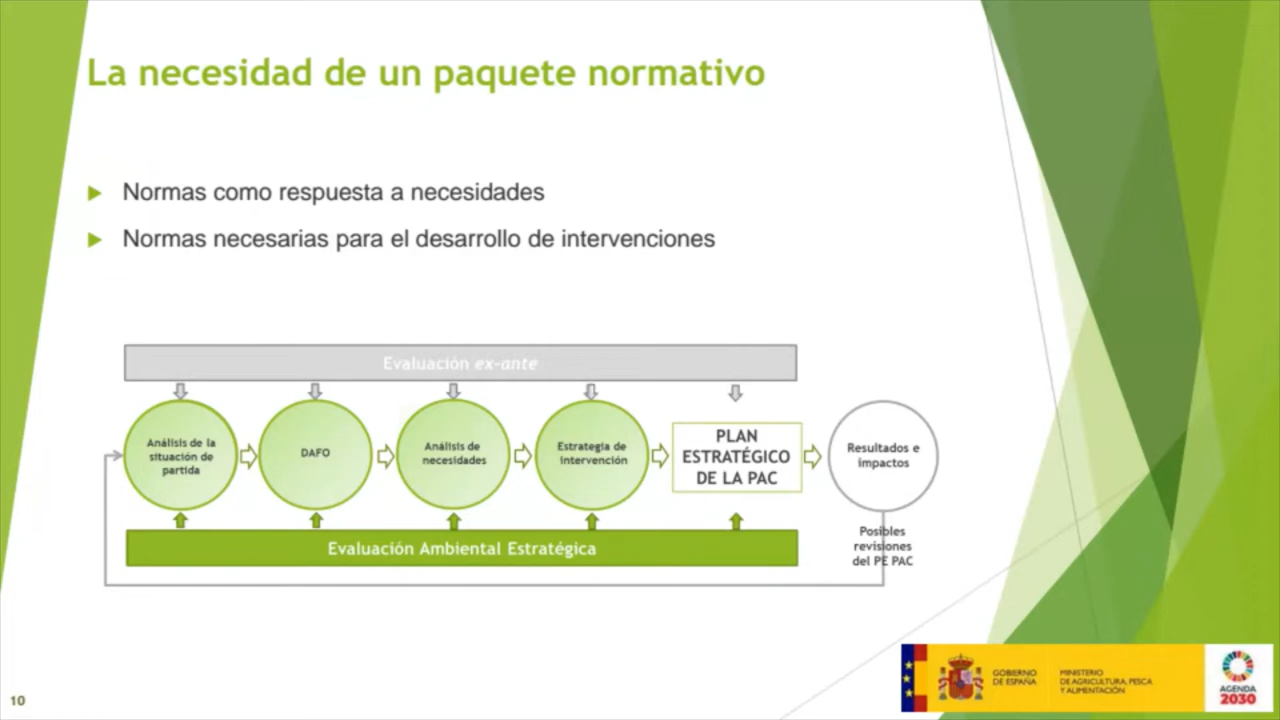 La necesidad de un paquete normativo
Normas como respuesta a necesidades
Normas necesarias para el desarrollo de intervenciones
Evaluación ex-ante
Análisis de la
situación de
partida
DAFO
Análisis de
necesidades
Estrategia de
intervención
PLAN
ESTRATÉGICO
DE LA PAC
Resultados e
impactos
Evaluación Ambiental Estratégica
Posibles
revisiones
del PE PAC
GOBIERNO
DE ESPAÑA
MINISTERIO
DE AGRICULTURA, PESCA
Y ALIMENTACIÓN
AGENDA
2030
10